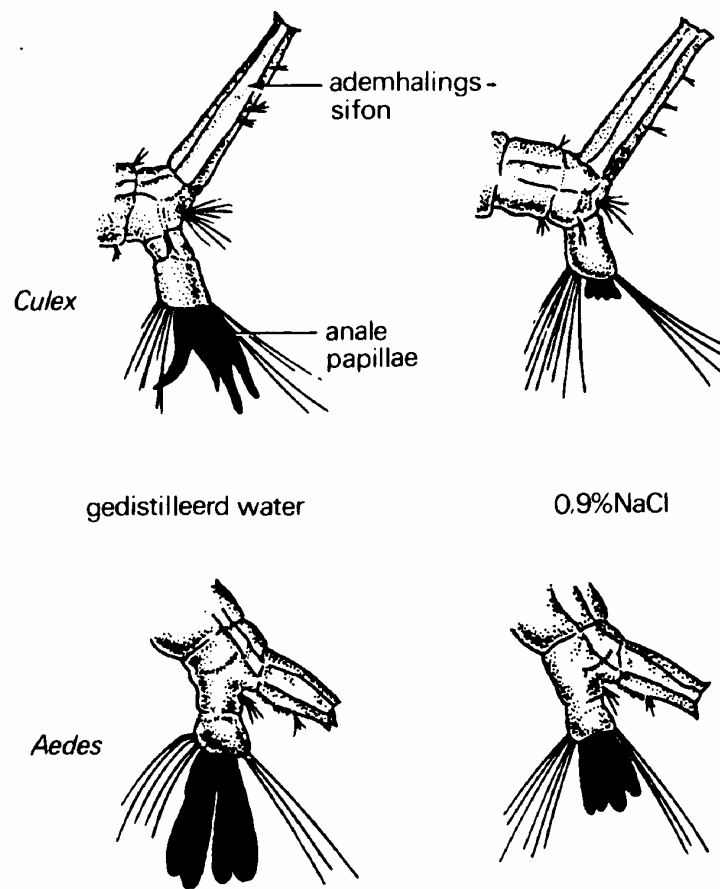 ademhalings-
sifon
Culex
anale
papillae
gedistilleerd water
0,9%NaCl
Aedes